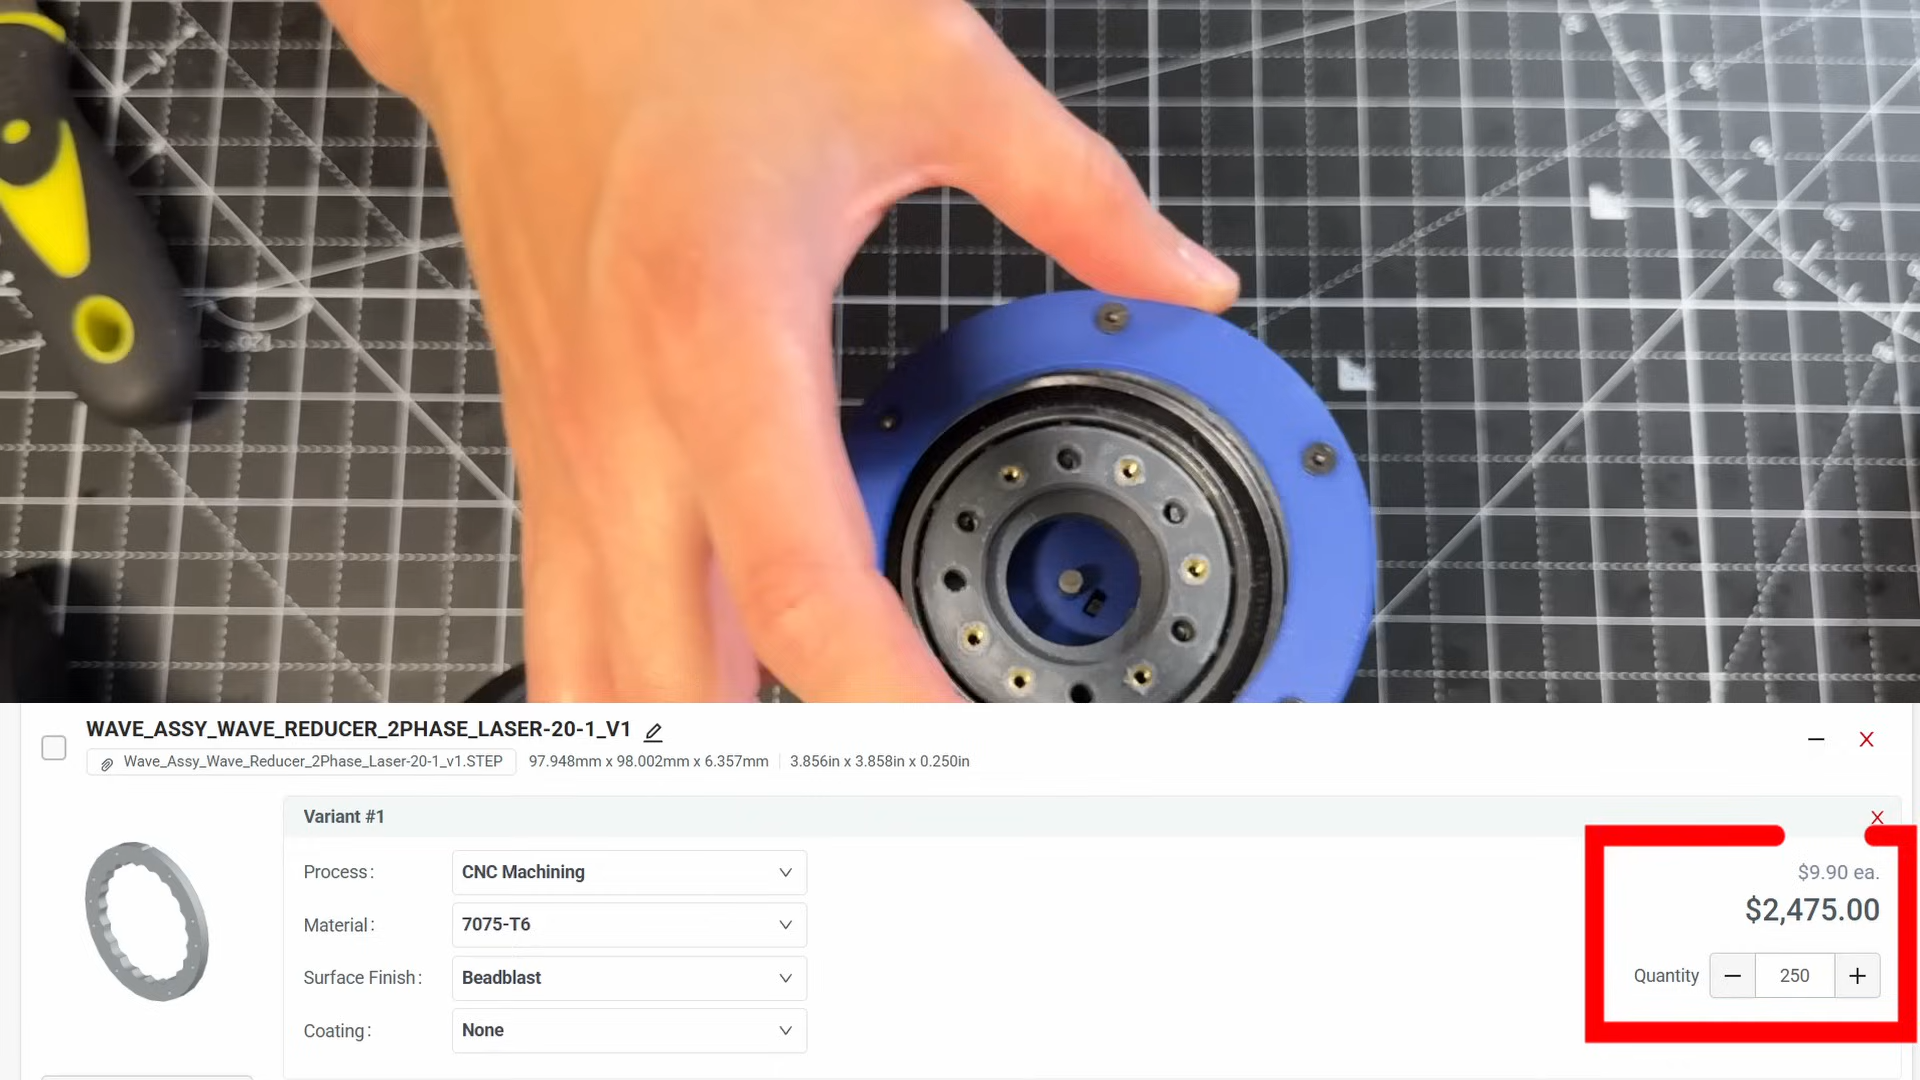 WAVE_ASSY_WAVE_REDUCER_2PHASE_LASER-20-1_V1
Wave_Assy_Wave_Reducer_2Phase_Laser-20-1_v1.STEP 97.948mm x 98.002mm x 6.357mm 3.856in x 3.858in x 0.250in
Variant #1
Process: CNC Machining
$9.90 ea.
$2,475.00
Material: 7075-T6
Surface Finish: Beadblast
Quantity 250
Coating: None